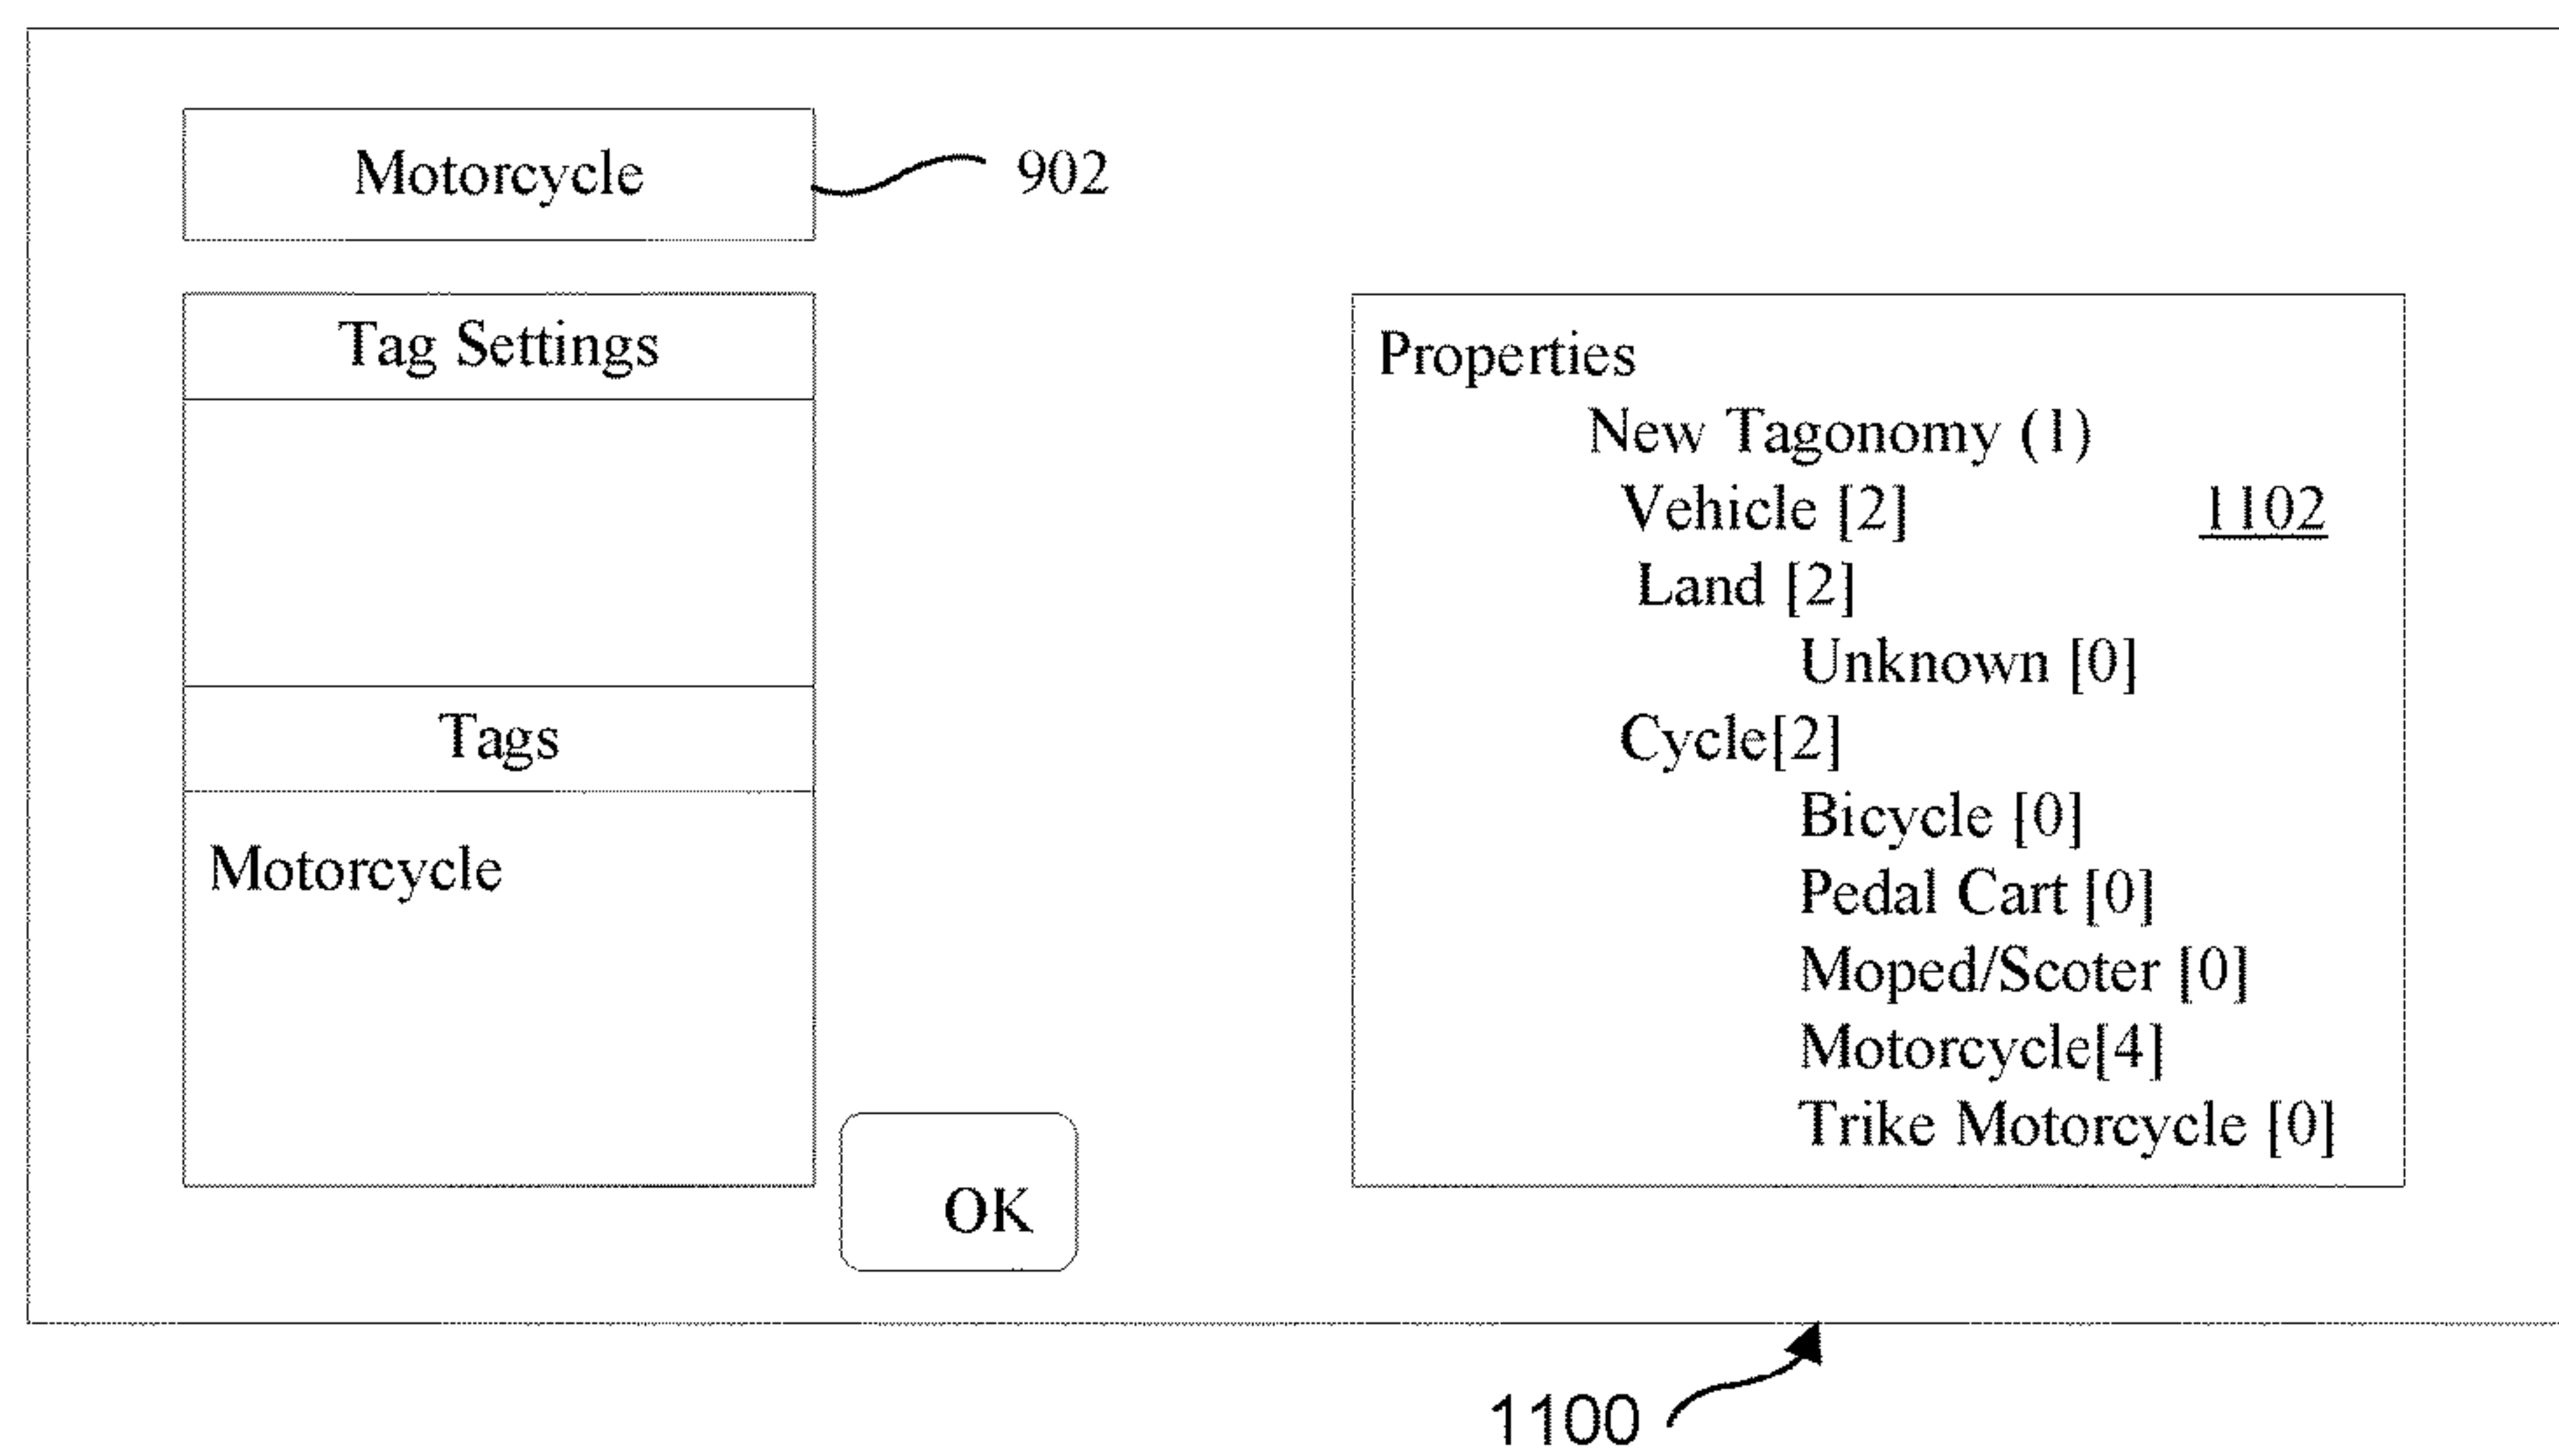 Motorcycle
902
Tag Settings
Tags
Motorcycle
OK
Properties
New Tagonomy (1)
Vehicle [2]
1102
Land [2]
Unknown [0]
Cycle[2]
Bicycle [0]
Pedal Cart [0]
Moped/Scoter [0]
Motorcycle[4]
Trike Motorcycle [0]
1100